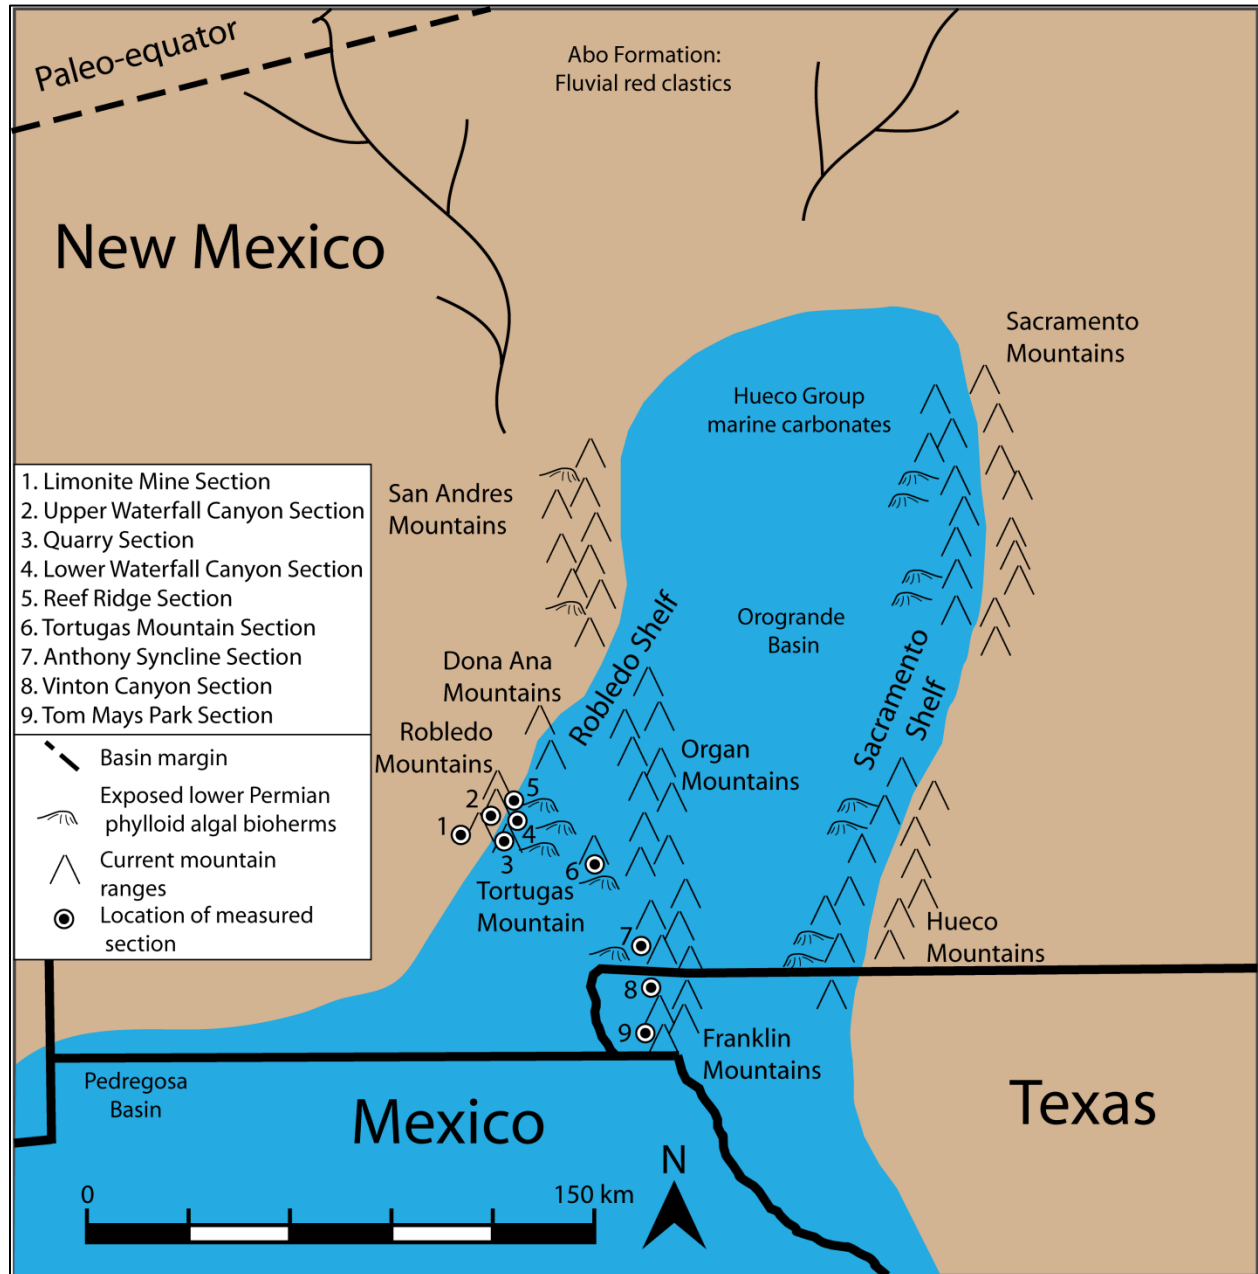 Paleo-equator
Abo Formation:
Fluvial red clastics
New Mexico
Sacramento
Mountains
Hueco Group
marine carbonates
San Andres
Mountains
1. Limonite Mine Section
2. Upper Waterfall Canyon Section
3. Quarry Section
4. Lower Waterfall Canyon Section
5. Reef Ridge Section
6. Tortugas Mountain Section
7. Anthony Syncline Section
8. Vinton Canyon Section
9. Tom Mays Park Section
Basin margin
Exposed lower Permian
phylloid algal bioherms
Current mountain
ranges
Location of measured
section
Robledo Shelf
Orogrande
Basin
Sacramento
Shelf
Dona Ana
Mountains
Robledo
Mountains
Organ
Mountains
1
2
3
4
5
6
Tortugas
Mountain
7
8
9
Hueco
Mountains
Franklin
Mountains
Pedregosa
Basin
Mexico
Texas
N
0
150 km